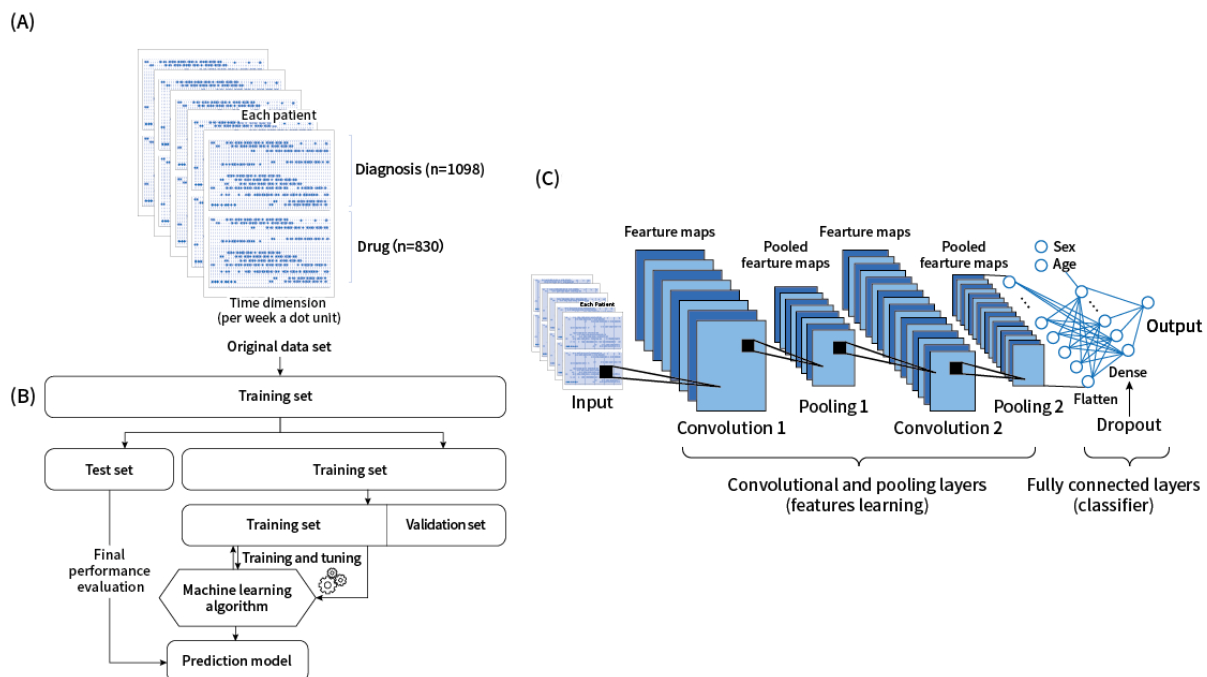 (A)
Each patient
Diagnosis (n=1098)
Drug (n=830)
Time dimension
(per week a dot unit)
Original data set
(B)
Training set
Test set
Training set
Training set
Validation set
Training and tuning
Final
performance
evaluation
Machine learning
algorithm
Prediction model
(C)
Fearture maps
Pooled
fearture maps
Fearture maps
Pooled
fearture maps
Sex
Age
Each Patient
Output
Input
Convolution 1
Pooling 1
Convolution 2
Pooling 2
Flatten
Dense
Dropout
Convolutional and pooling layers
(features learning)
Fully connected layers
(classifier)